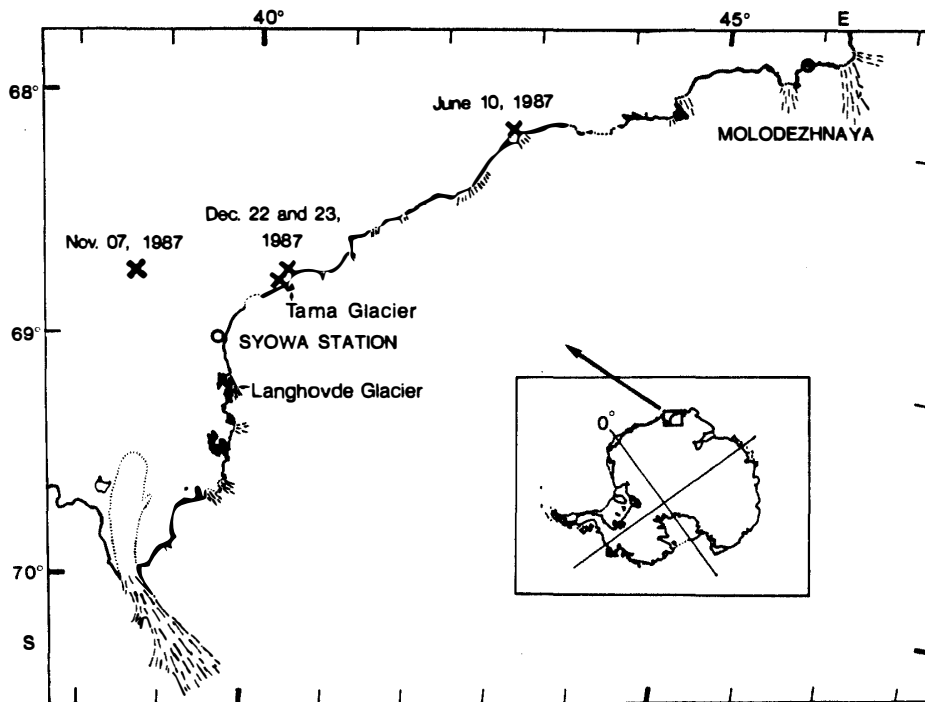 40°
45°
E
68°
June 10, 1987
MOLODEZHNAYA
Dec. 22 and 23,
1987
Nov. 07, 1987
Tama Glacier
69°
SYOWA STATION
Langhovde Glacier
0°
70°
S